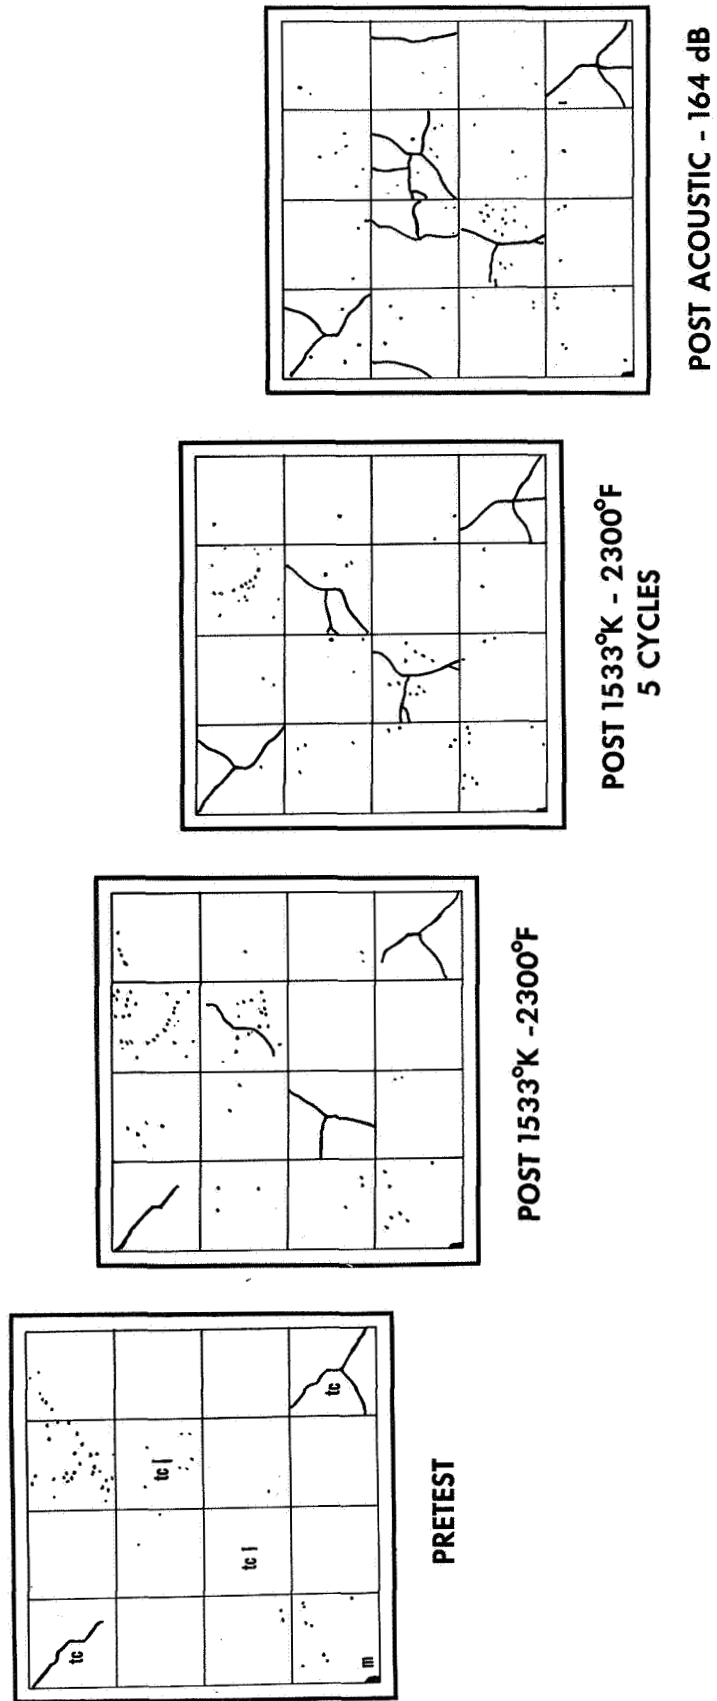 tc
tc
tc
tc
m
PRETEST
POST 1533°K -2300°F
POST 1533°K - 2300°F
5 CYCLES
POST ACOUSTIC - 164 dB